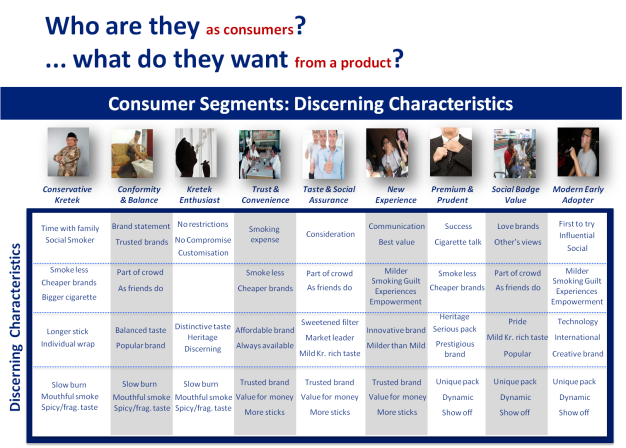 Who are they as consumers?
... what do they want from a product?
Consumer Segments: Discerning Characteristics
Conservative Kretek
Conformity & Balance
Kretek Enthusiast
Trust & Convenience
Taste & Social Assurance
New Experience
Premium & Prudent
Social Badge Value
Modern Early Adopter
Discerning Characteristics
Time with family
Social Smoker
Brand statement
Trusted brands
No restrictions
No Compromise
Customisation
Smoking
expense
Consideration
Communication
Best value
Success
Cigarette talk
Love brands
Other's views
First to try
Influential
Social
Smoke less
Cheaper brands
Bigger cigarette
Part of crowd
As friends do
Smoke less
Cheaper brands
Part of crowd
As friends do
Milder
Smoking Guilt
Experiences
Empowerment
Smoke less
Cheaper brands
Part of crowd
As friends do
Milder
Smoking Guilt
Experiences
Empowerment
Longer stick
Individual wrap
Balanced taste
Popular brand
Distinctive taste
Heritage
Discerning
Affordable brand
Always available
Sweetened filter
Market leader
Mild Kr. rich taste
Innovative brand
Milder than Mild
Heritage
Serious pack
Prestigious
brand
Pride
Mild Kr. rich taste
Popular
Technology
International
Creative brand
Slow burn
Mouthful smoke
Spicy/frag. taste
Slow burn
Mouthful smoke
Spicy/frag. taste
Slow burn
Mouthful smoke
Spicy/frag. taste
Trusted brand
Value for money
More sticks
Trusted brand
Value for money
More sticks
Trusted brand
Value for money
More sticks
Unique pack
Dynamic
Show off
Unique pack
Dynamic
Show off
Unique pack
Dynamic
Show off